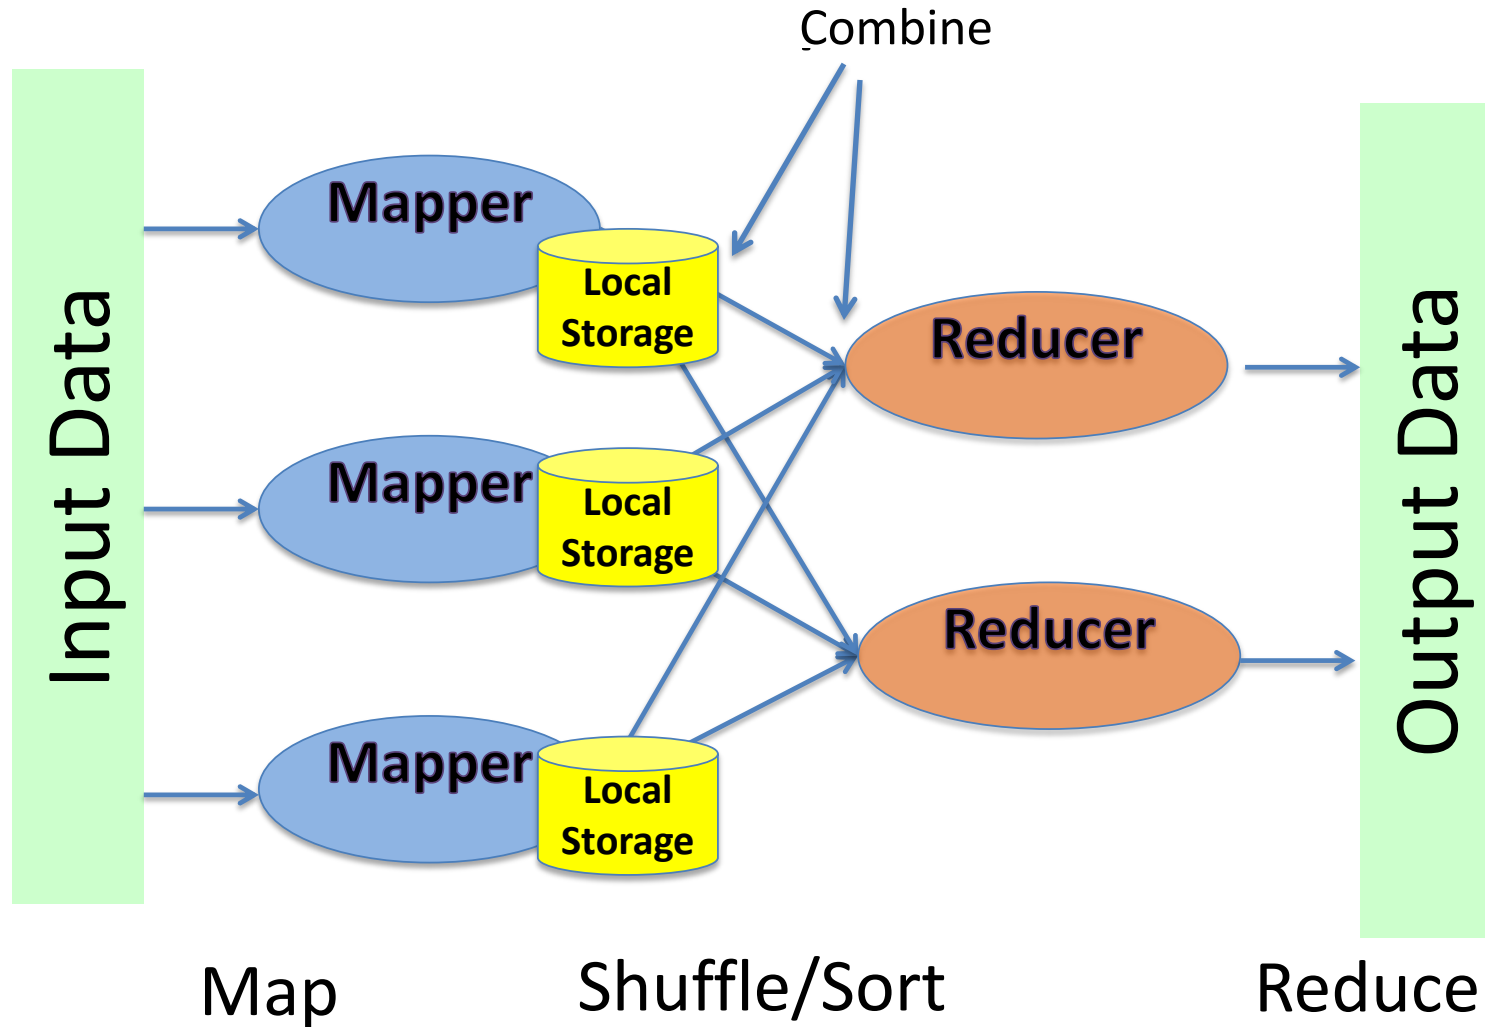 Combine
Input Data
Mapper
Local
Storage
Reducer
Mapper
Local
Storage
Reducer
Mapper
Local
Storage
Output Data
Map
Shuffle/Sort
Reduce